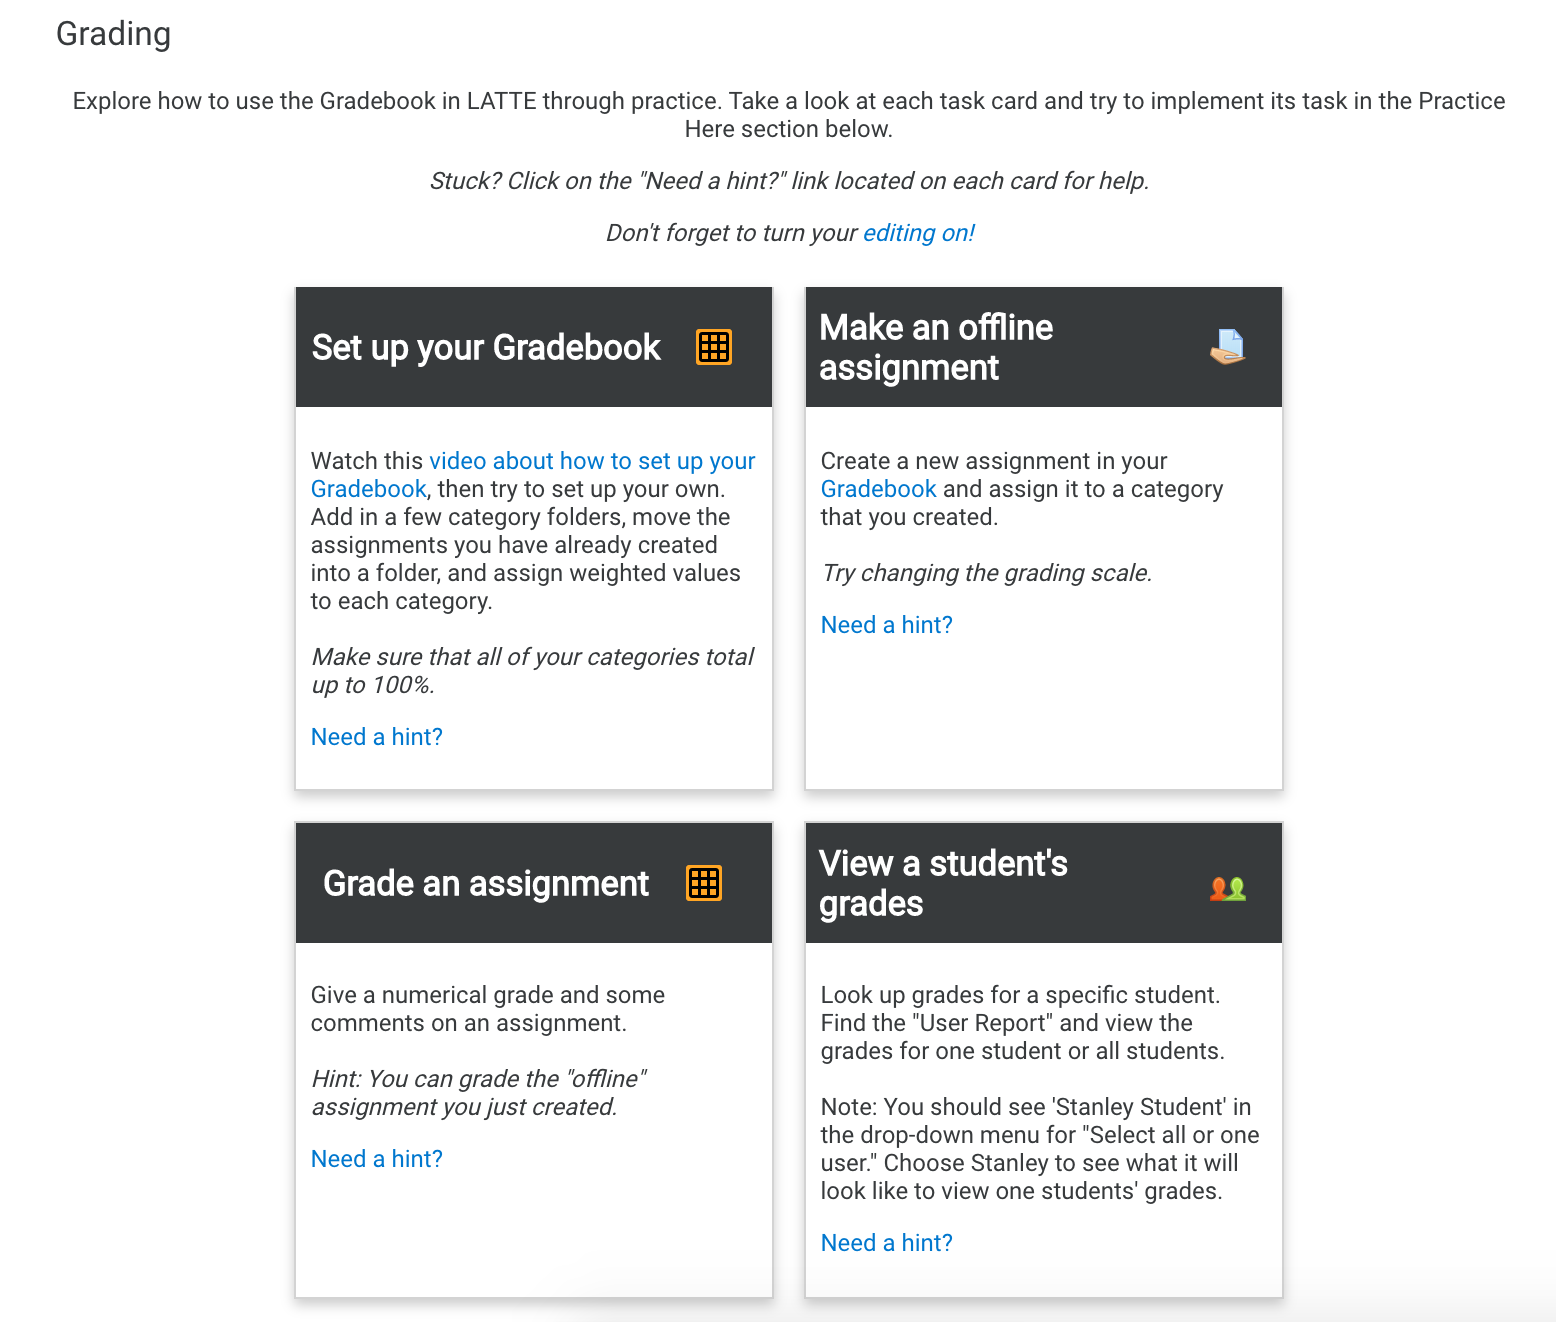 Grading
Explore how to use the Gradebook in LATTE through practice. Take a look at each task card and try to implement its task in the Practice
Here section below.
Stuck? Click on the "Need a hint?" link located on each card for help.
Don't forget to turn your editing on!
Set up your Gradebook
Watch this video about how to set up your
Gradebook, then try to set up your own.
Add in a few category folders, move the
assignments you have already created
into a folder, and assign weighted values
to each category.
Make sure that all of your categories total
up to 100%.
Need a hint?
Make an offline
assignment
Create a new assignment in your
Gradebook and assign it to a category
that you created.
Try changing the grading scale.
Need a hint?
Grade an assignment
Give a numerical grade and some
comments on an assignment.
Hint: You can grade the "offline"
assignment you just created.
Need a hint?
View a student's
grades
Look up grades for a specific student.
Find the "User Report" and view the
grades for one student or all students.
Note: You should see 'Stanley Student' in
the drop-down menu for "Select all or one
user." Choose Stanley to see what it will
look like to view one students' grades.
Need a hint?